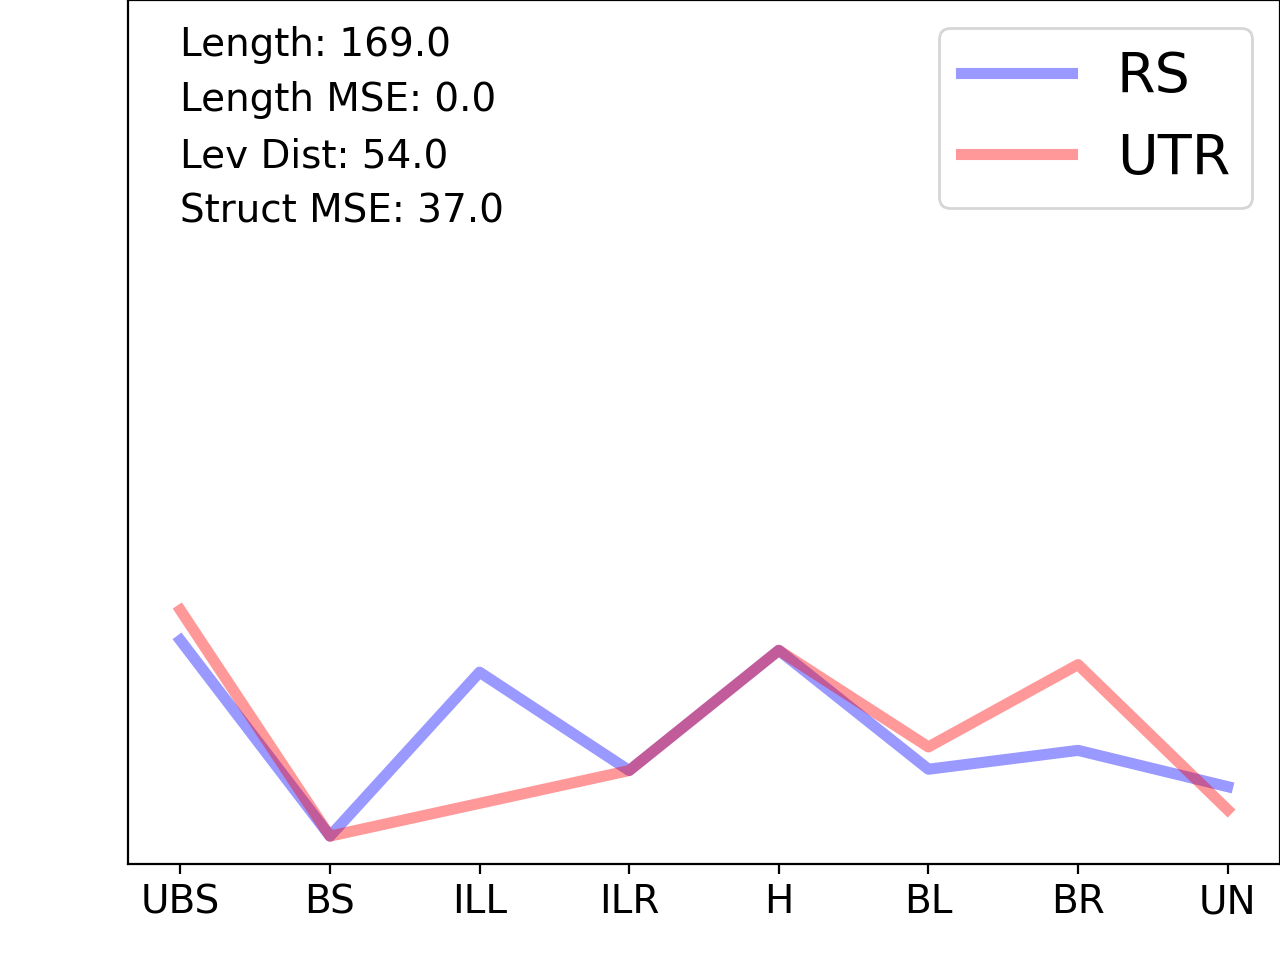 Length: 169.0
Length MSE: 0.0
Lev Dist: 54.0
Struct MSE: 37.0
RS
UTR
UBS BS ILL ILR H BL BR UN